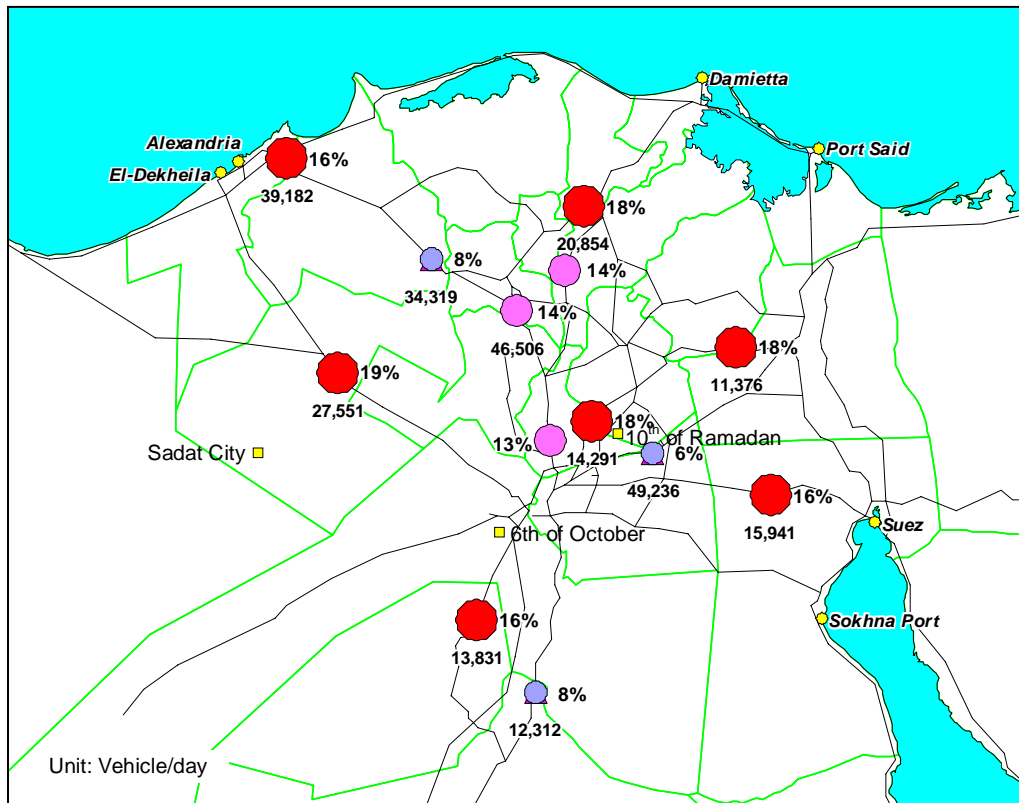 Damietta
Alexandria
Port Said
16%
El-Dekheila
39,182
18%
20,854
8%
14%
34,319
14%
46,506
18%
11,376
19%
27,551
18%
10th of Ramadan
13%
Sadat City
14,291
6%
49,236
16%
15,941
Suez
6th of October
16%
Sokhna Port
13,831
8%
12,312
Unit: Vehicle/day